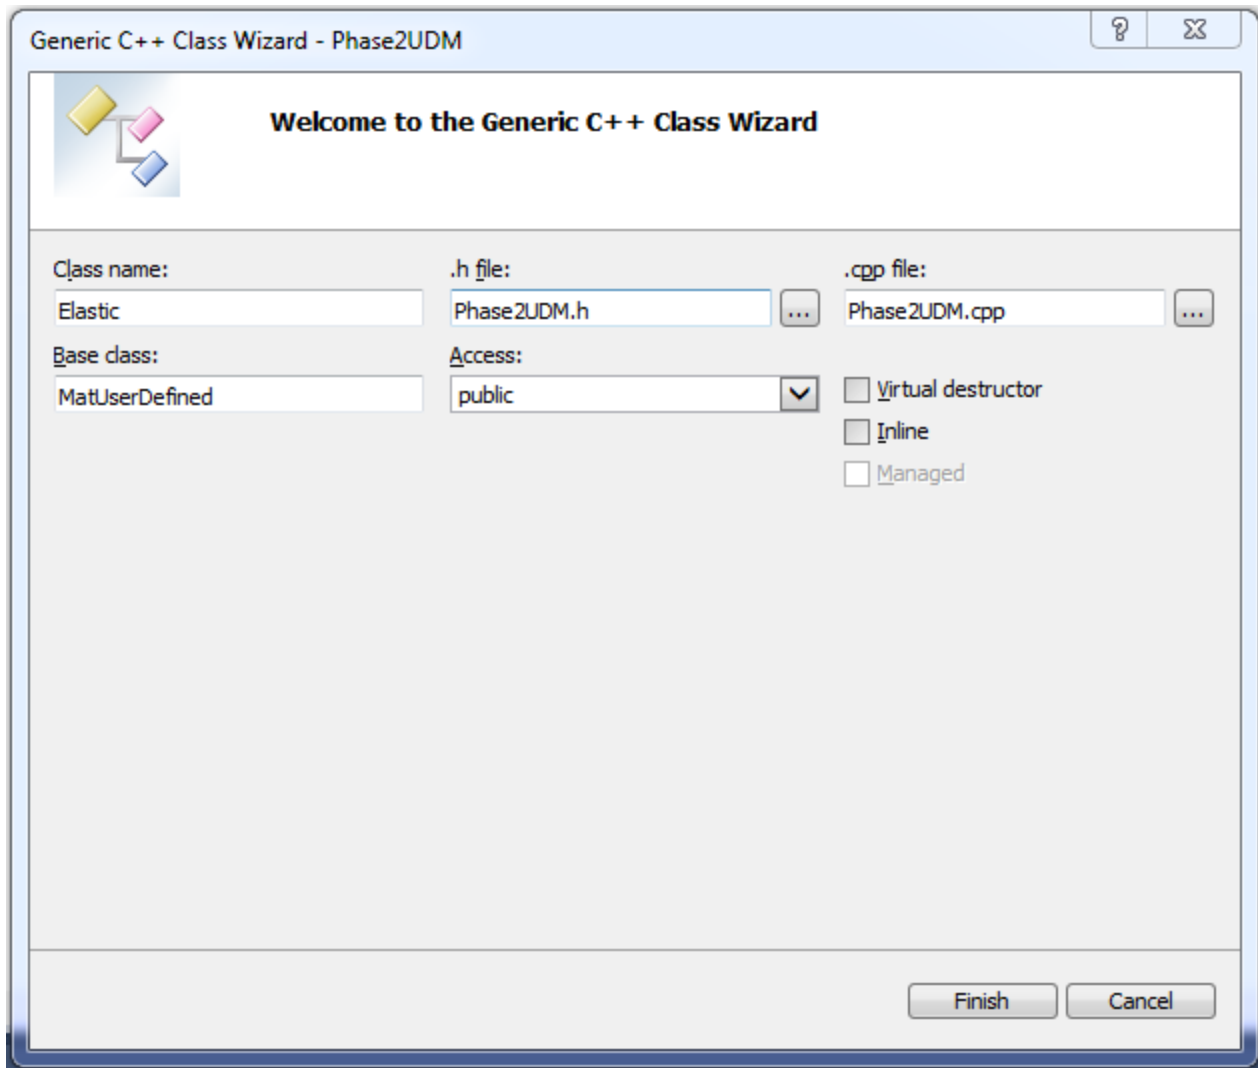 Generic C++ Class Wizard - Phase2UDM
Welcome to the Generic C++ Class Wizard
Class name: .h file: .cpp file:
Elastic Phase2UDM.h ... Phase2UDM.cpp ...
Base class: Access:
MatUserDefined public Virtual destructor
Inline
Managed
Finish Cancel